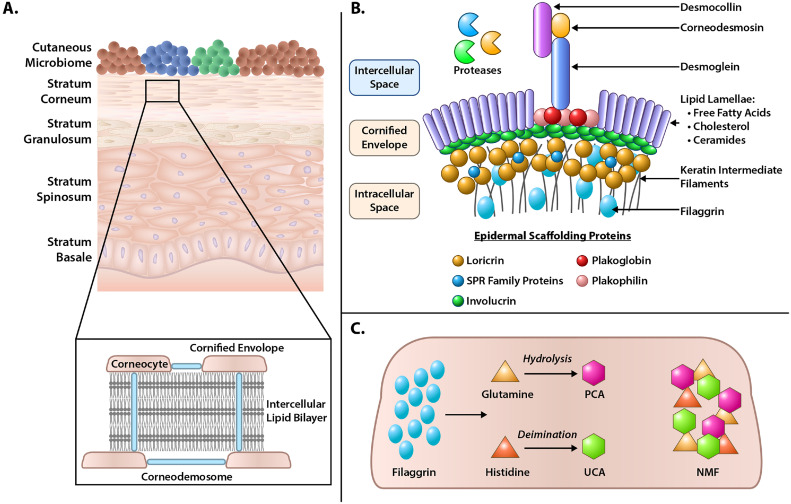 A.
Cutaneous
Microbiome
Stratum
Corneum
Stratum
Granulosum
Stratum
Spinosum
Stratum
Basale
Cornified Envolope
Corneocyte
Intercellular
Lipid Bilayer
Corneodemosome
B.
Proteases
Desmocollin
Corneodesmosin
Desmoglein
Intercellular
Space
Lipid Lamellae:
• Free Fatty Acids
• Cholesterol
• Ceramides
Cornified
Envelope
Keratin Intermediate
Filaments
Intracellular
Space
Filaggrin
Epidermal Scaffolding Proteins
Loricrin
Plakoglobin
SPR Family Proteins
Plakophilin
Involucrin
C.
Hydrolysis
Glutamine
PCA
Deimination
Filaggrin
Histidine
UCA
NMF